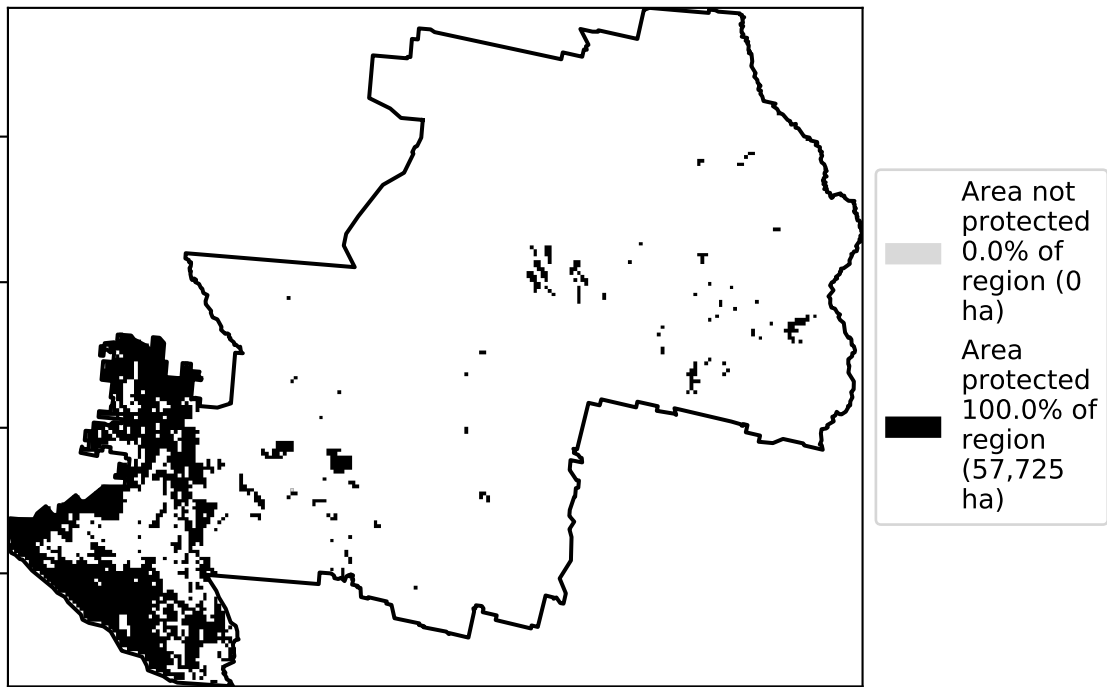 Area not
protected
0.0% of
region (0
ha)
Area
protected
100.0% of
region
(57,725
ha)